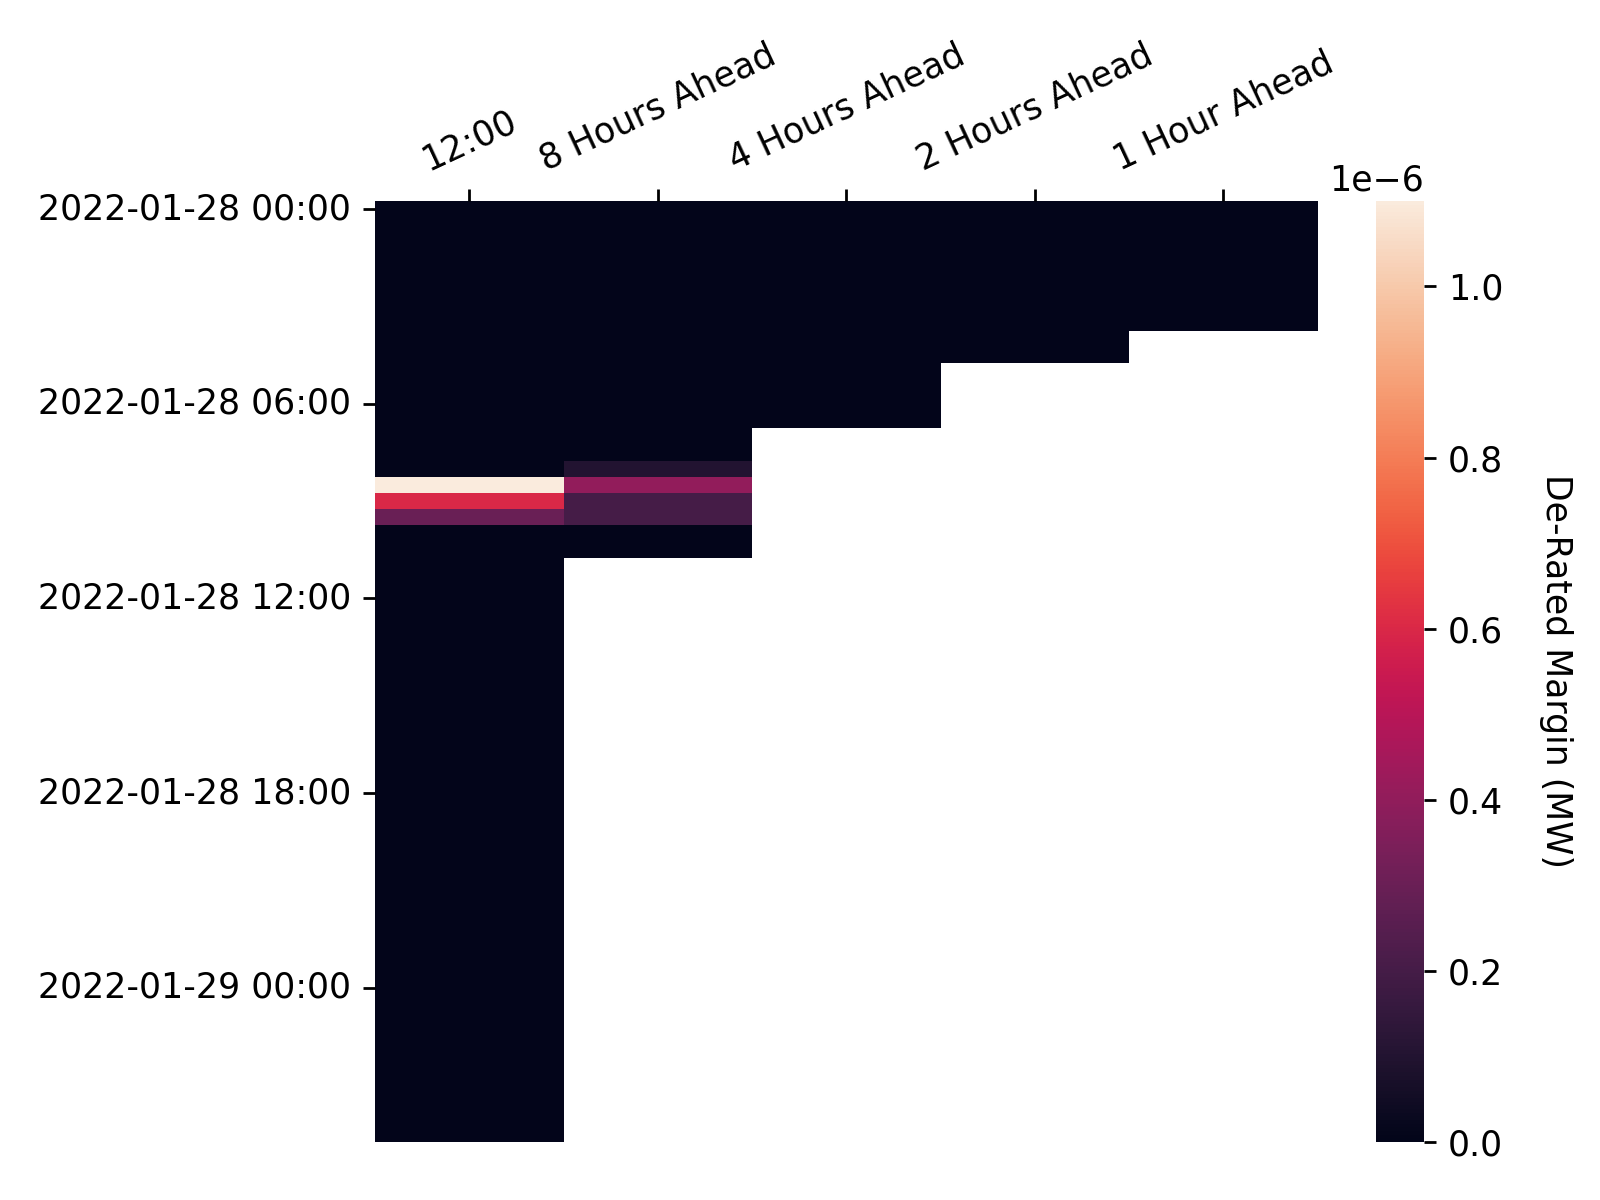 12:00
8 Hours Ahead
4 Hours Ahead
2 Hours Ahead
1 Hour Ahead
1e−6
2022-01-28 00:00
2022-01-28 06:00
2022-01-28 12:00
2022-01-28 18:00
2022-01-29 00:00
1.0
0.8
0.6
0.4
0.2
0.0
De-Rated Margin (MW)